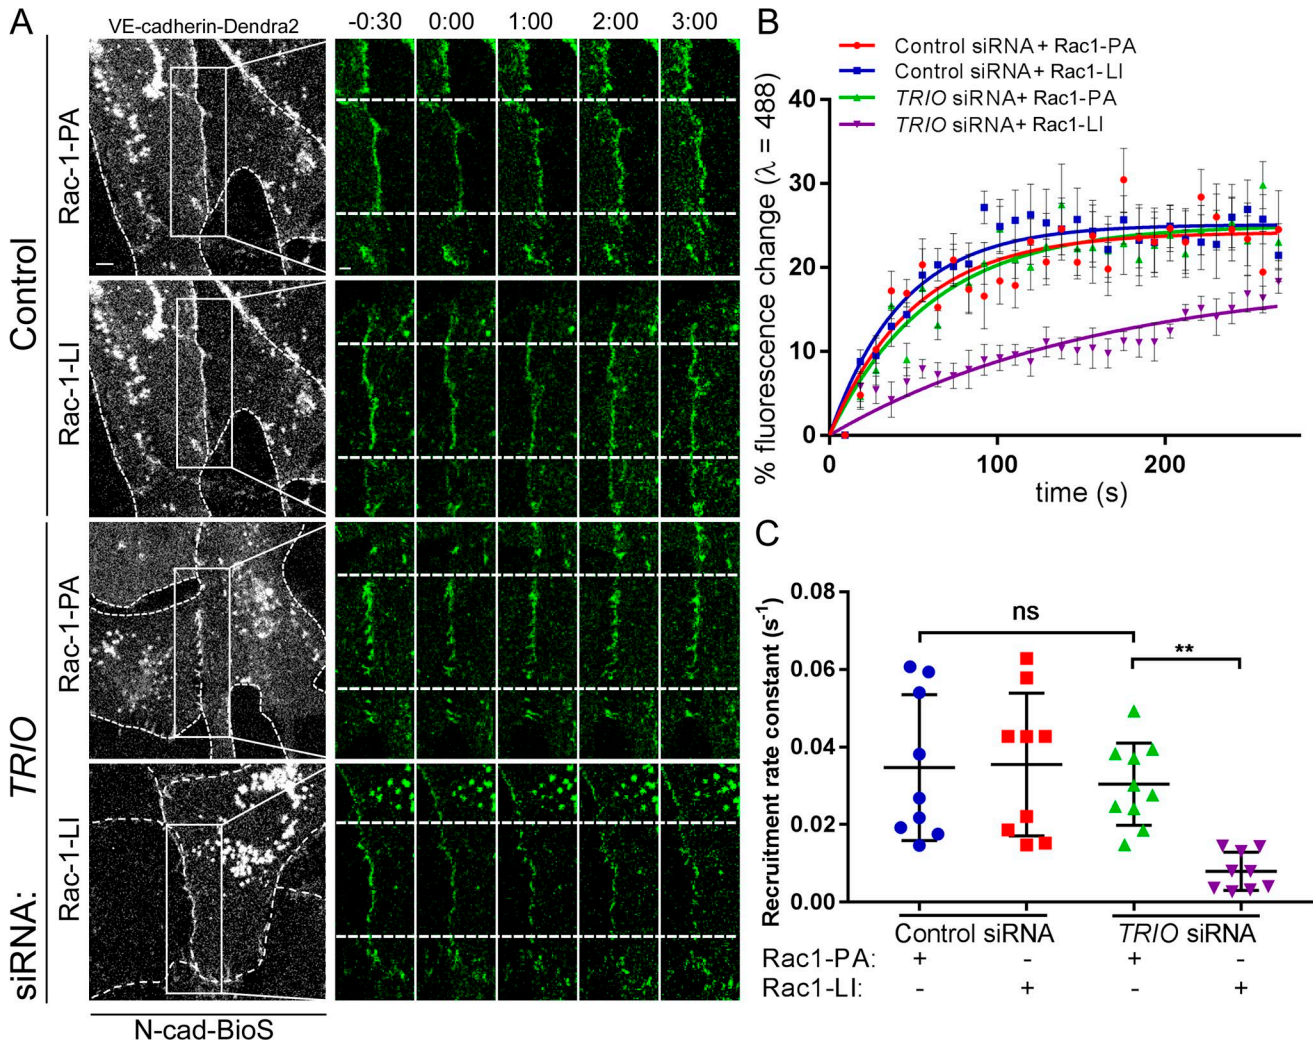 A
VE-cadherin-Dendra2
-0:30 0:00 1:00 2:00 3:00
Control
Rac-1-PA
Rac-1-LI
siRNA: TRIO
Rac-1-PA
Rac-1-LI
N-cad-BioS
B
Control siRNA + Rac1-PA
Control siRNA + Rac1-LI
TRIO siRNA + Rac1-PA
TRIO siRNA + Rac1-LI
% fluorescence change (λ = 488)
40
30
20
10
0
0 100 200
time (s)
C
Recruitment rate constant (s-1)
0.08
0.06
0.04
0.02
0.00
ns
**
Control siRNA TRIO siRNA
Rac1-PA: + - + -
Rac1-LI: - + - +